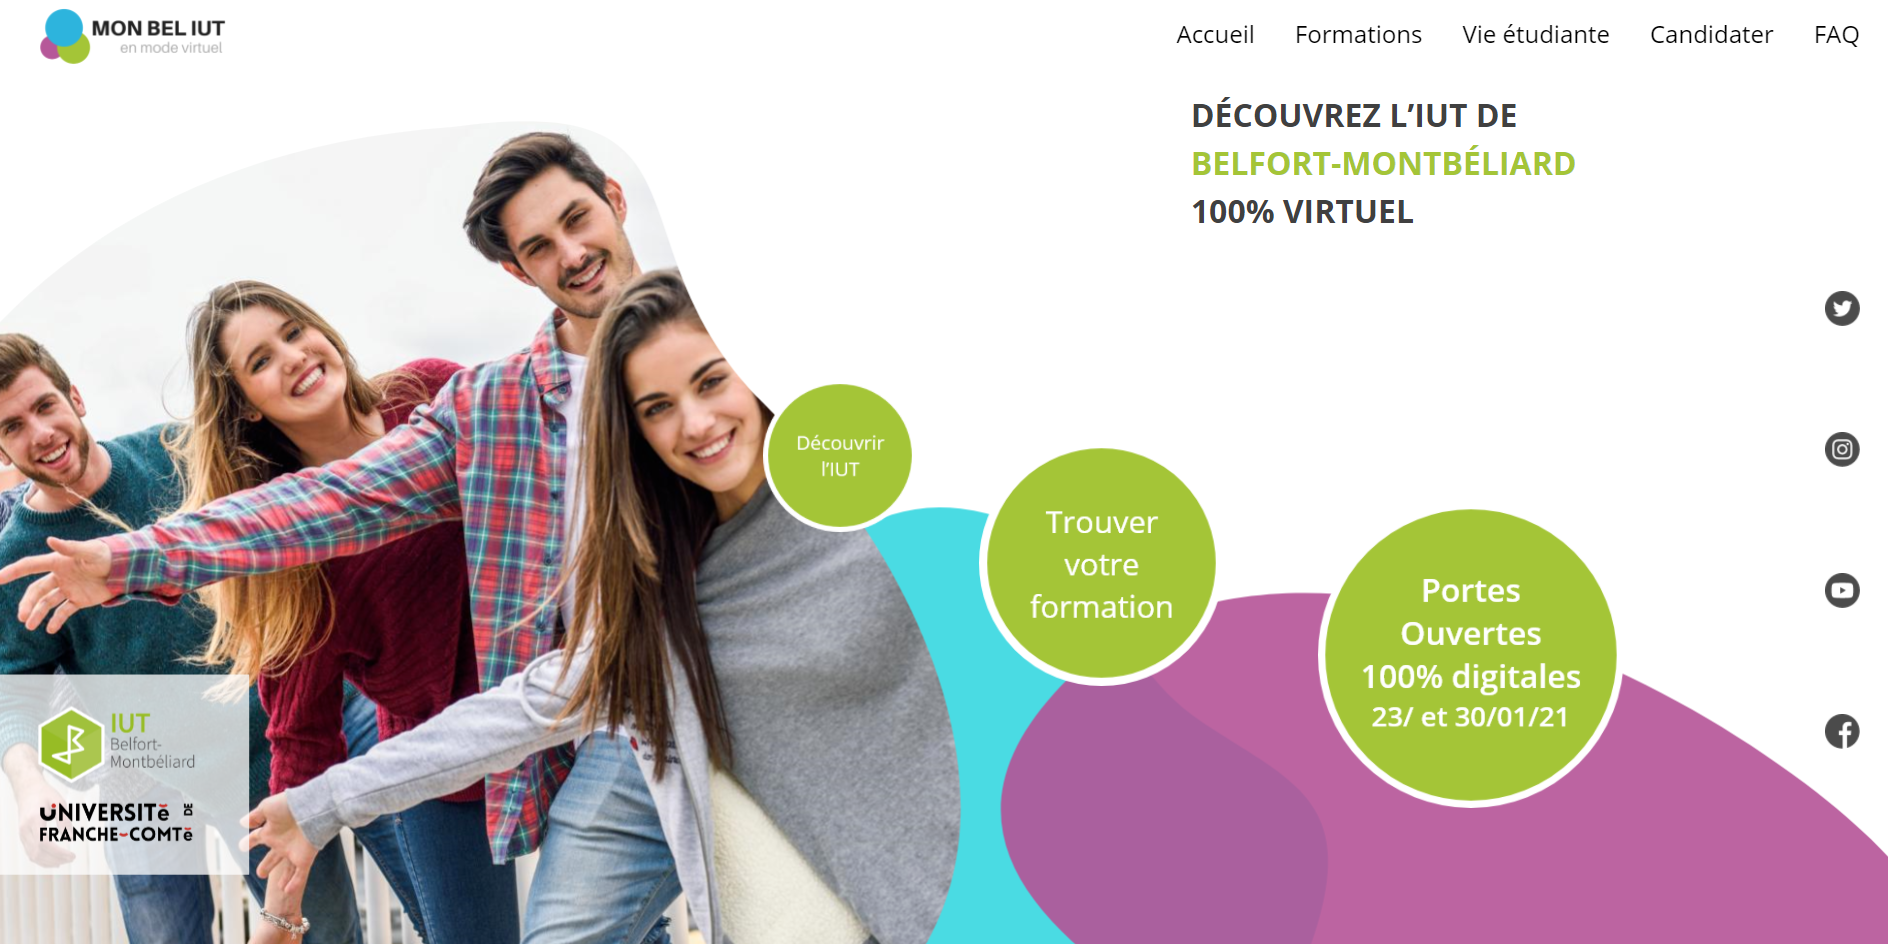 MON BEL IUT
en mode virtuel
Accueil
Formations
Vie étudiante
Candidater
FAQ
DÉCOUVREZ L’IUT DE
BELFORT-MONTBÉLIARD
100% VIRTUEL
Découvrir
l’IUT
Trouver
votre
formation
Portes
Ouvertes
100% digitales
23/ et 30/01/21
IUT
Belfort-
Montbéliard
UNIVERSITĕ DE
FRANCHE-COMTĕ